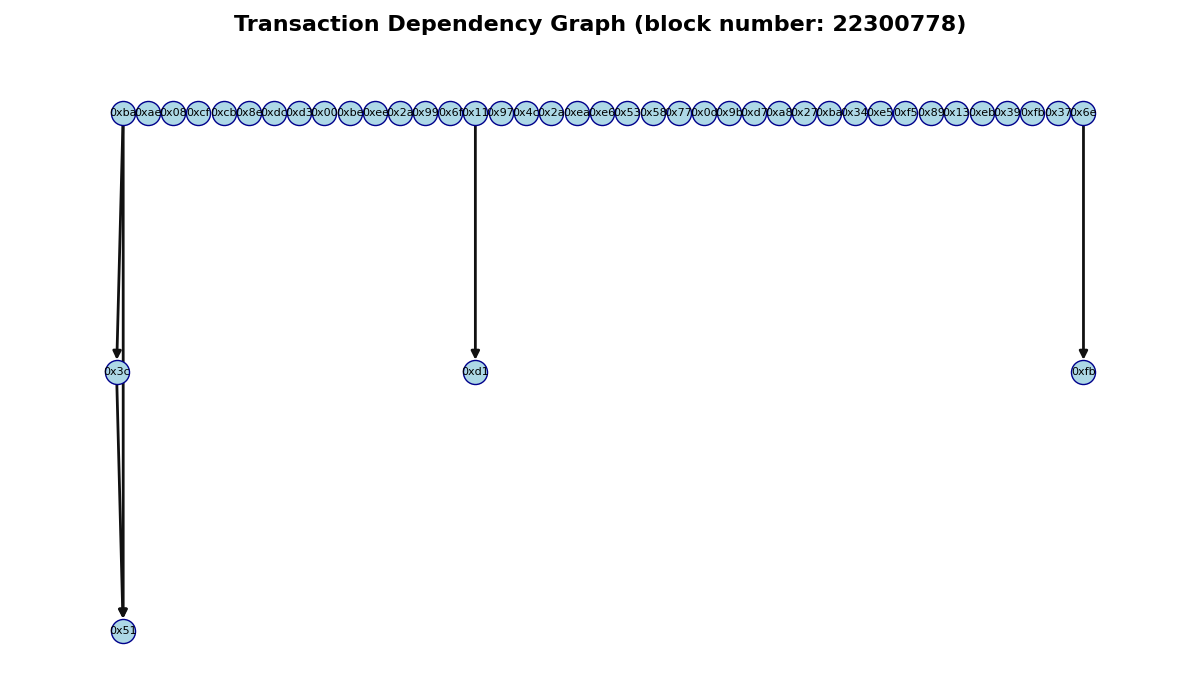 Transaction Dependency Graph (block number: 22300778)
0xba 0xae 0x08 0xcf 0xcb 0x8e 0xdc 0xd3 0x00 0xbe 0xee 0x2a 0x99 0x6f 0x11 0x97 0x4c 0x2a 0xea 0xe6 0x53 0x58 0x77 0x0d 0x9b 0xd7 0xa8 0x27 0xba 0x34 0xe5 0xf5 0x89 0x13 0xeb 0x39 0xfb 0x37 0x6e
0x3c 0xd1 0xfb
0x51